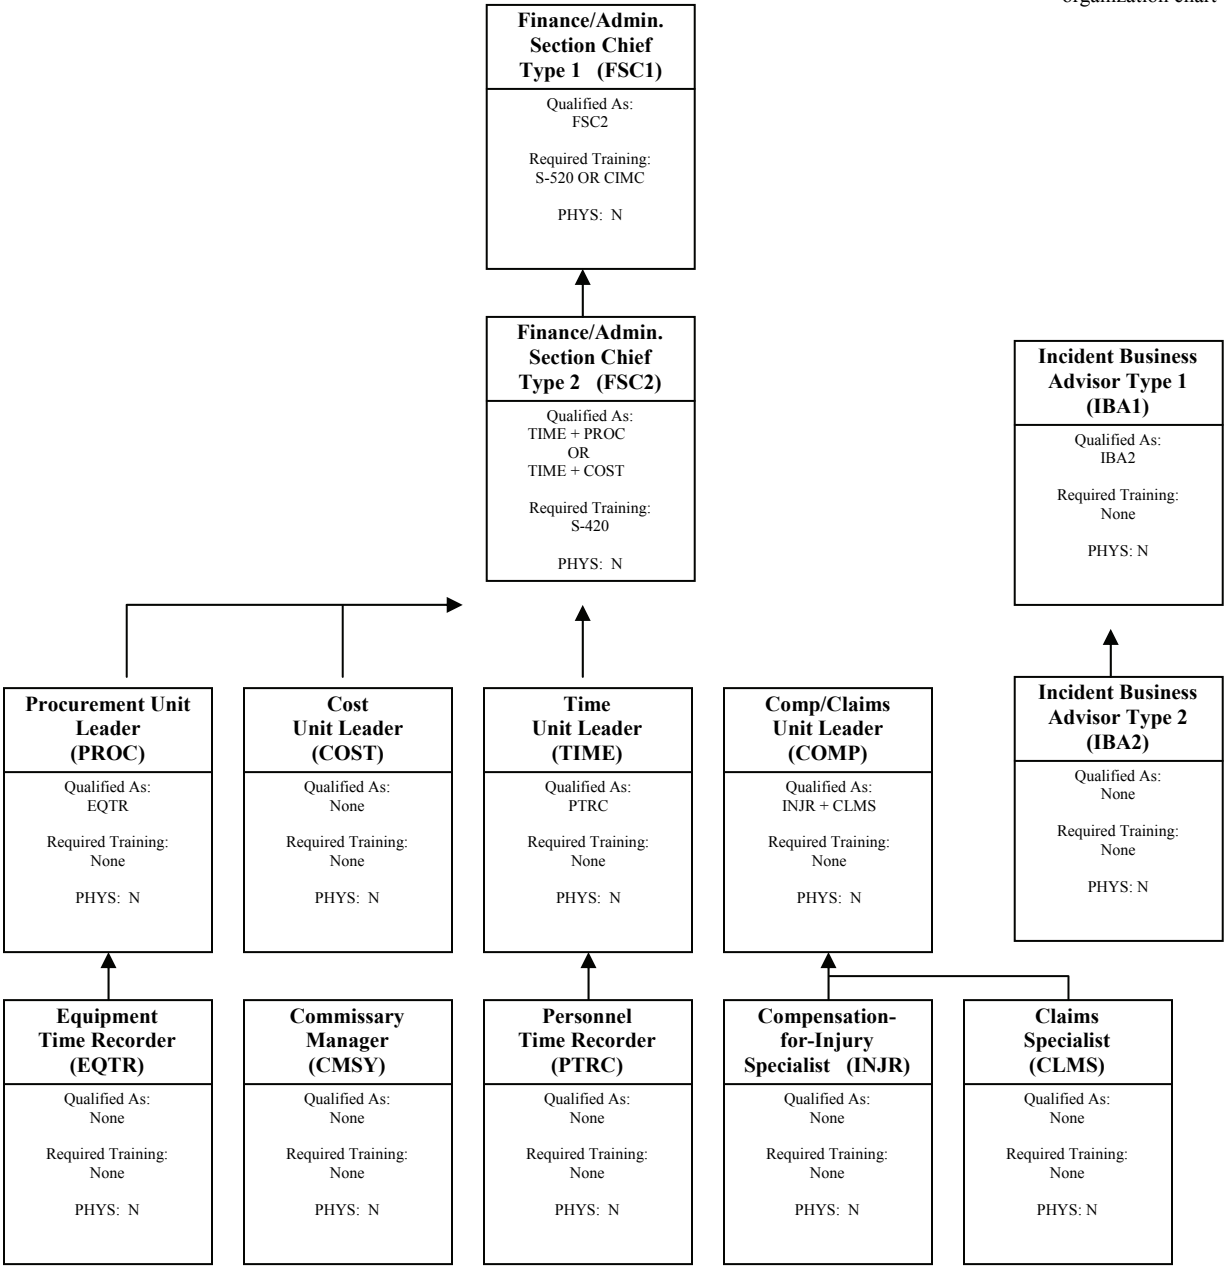 organization chart
Finance/Admin.
Section Chief
Type 1 (FSC1)
Qualified As:
FSC2
Required Training:
S-520 OR CIMC
PHYS: N
Finance/Admin.
Section Chief
Type 2 (FSC2)
Qualified As:
TIME + PROC
OR
TIME + COST
Required Training:
S-420
PHYS: N
Incident Business
Advisor Type 1
(IBA1)
Qualified As:
IBA2
Required Training:
None
PHYS: N
Procurement Unit
Leader
(PROC)
Qualified As:
EQTR
Required Training:
None
PHYS: N
Cost
Unit Leader
(COST)
Qualified As:
None
Required Training:
None
PHYS: N
Time
Unit Leader
(TIME)
Qualified As:
PTRC
Required Training:
None
PHYS: N
Comp/Claims
Unit Leader
(COMP)
Qualified As:
INJR + CLMS
Required Training:
None
PHYS: N
Incident Business
Advisor Type 2
(IBA2)
Qualified As:
None
Required Training:
None
PHYS: N
Equipment
Time Recorder
(EQTR)
Qualified As:
None
Required Training:
None
PHYS: N
Commissary
Manager
(CMSY)
Qualified As:
None
Required Training:
None
PHYS: N
Personnel
Time Recorder
(PTRC)
Qualified As:
None
Required Training:
None
PHYS: N
Compensation-
for-Injury
Specialist (INJR)
Qualified As:
None
Required Training:
None
PHYS: N
Claims
Specialist
(CLMS)
Qualified As:
None
Required Training:
None
PHYS: N